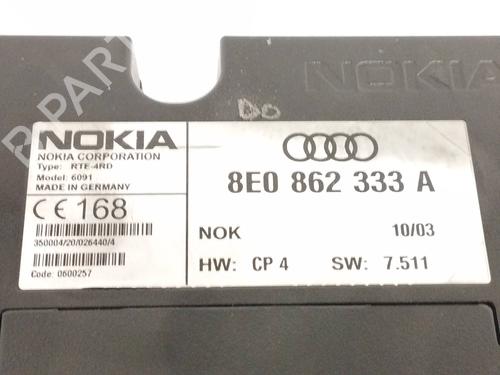 NOKIA
DO
NOKIA
NOKIA CORPORATION
Type: RTE-4RD
Model: 6091
MADE IN GERMANY
CE 168
350004/20/026440/4
Code: 0600257
8E0 862 333 A
NOK 10/03
HW: CP 4 SW: 7.511